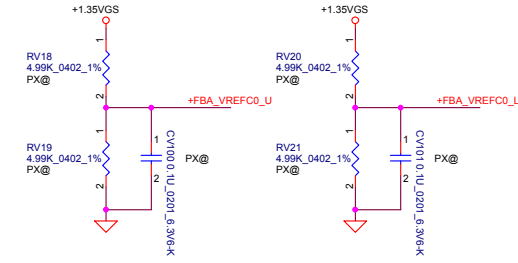 +1.35VGS
1
RV18
4.99K_0402_1%
PX@
2
+FBA_VREFC0_U
1
RV19
4.99K_0402_1%
PX@
2
1
2
CV100 0.1U_0201_6.3V6-K
PX@
+1.35VGS
1
RV20
4.99K_0402_1%
PX@
2
+FBA_VREFC0_L
1
RV21
4.99K_0402_1%
PX@
2
1
2
CV101 0.1U_0201_6.3V6-K
PX@